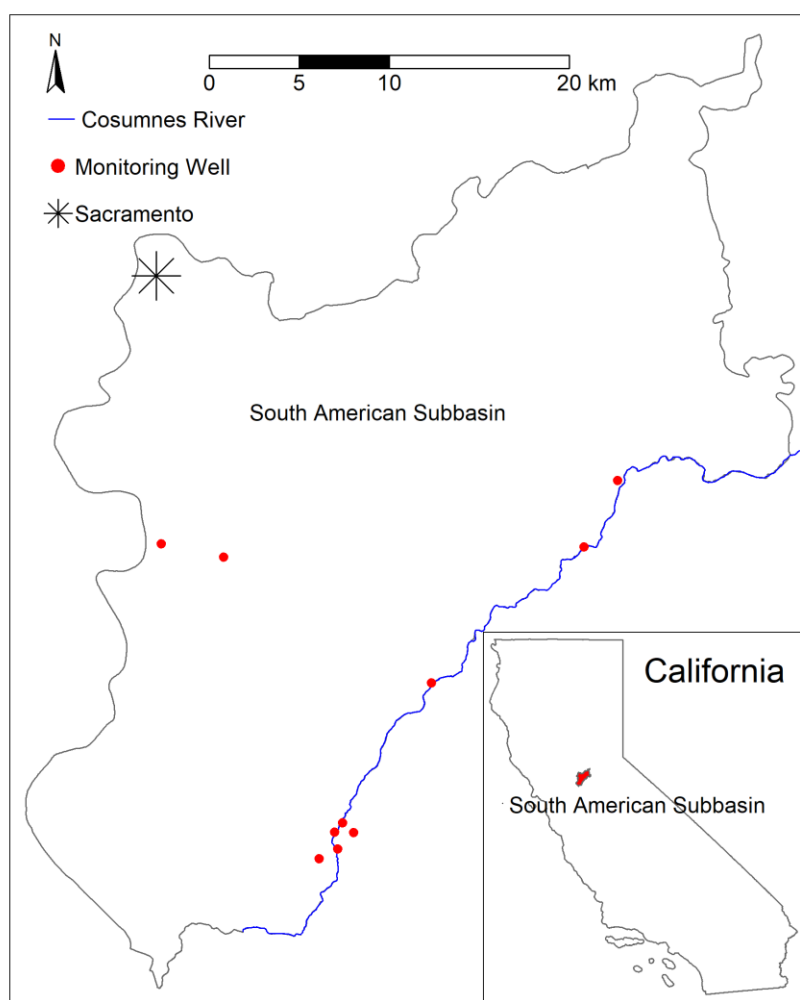 N
0 5 10 20 km
Cosumnes River
Monitoring Well
Sacramento
South American Subbasin
California
South American Subbasin